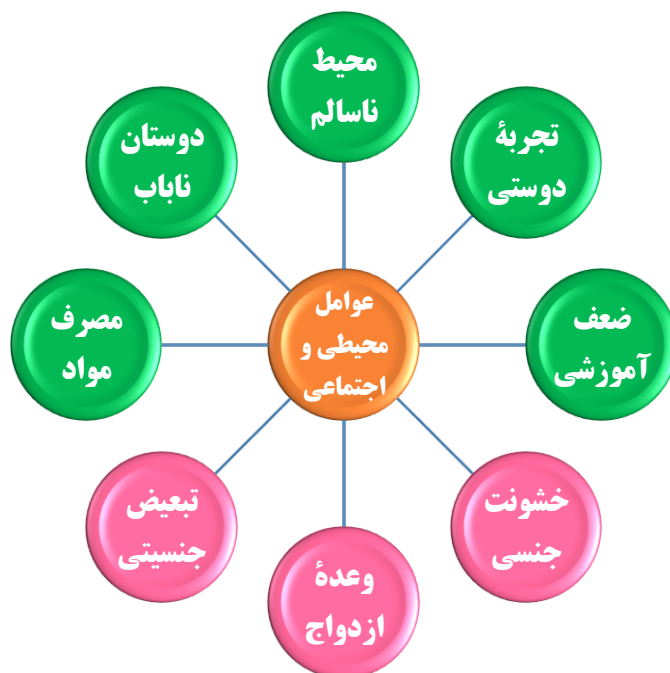 محیط
ناسالم
تجربهٔ
دوستی
ضعف
آموزشی
خشونت
جنسی
وعدهٔ
ازدواج
تبعیض
جنسیتی
مصرف
مواد
دوستان
ناباب
عوامل
محیطی و
اجتماعی